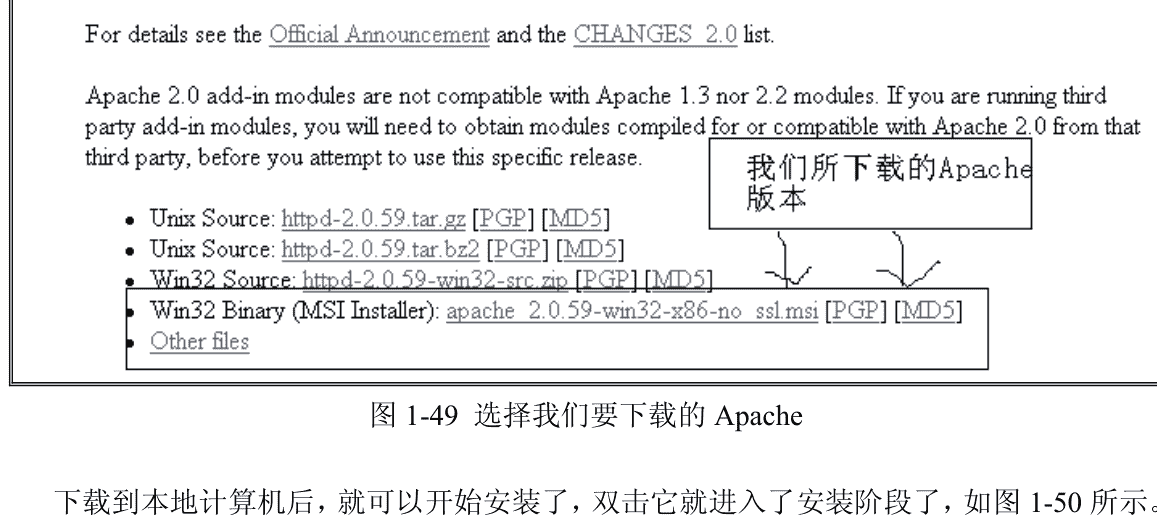 For details see the Official Announcement and the CHANGES_2.0 list.
Apache 2.0 add-in modules are not compatible with Apache 1.3 nor 2.2 modules. If you are running third
party add-in modules, you will need to obtain modules compiled for or compatible with Apache 2.0 from that
third party, before you attempt to use this specific release.
我们所下载的Apache
版本
• Unix Source: httpd-2.0.59.tar.gz [PGP] [MD5]
• Unix Source: httpd-2.0.59.tar.bz2 [PGP] [MD5]
• Win32 Source: httpd-2.0.59-win32-src.zip [PGP] [MD5]
• Win32 Binary (MSI Installer): apache_2.0.59-win32-x86-no_ssl.msi [PGP] [MD5]
• Other files
图 1-49 选择我们要下载的 Apache
下载到本地计算机后，就可以开始安装了，双击它就进入了安装阶段了，如图 1-50 所示。